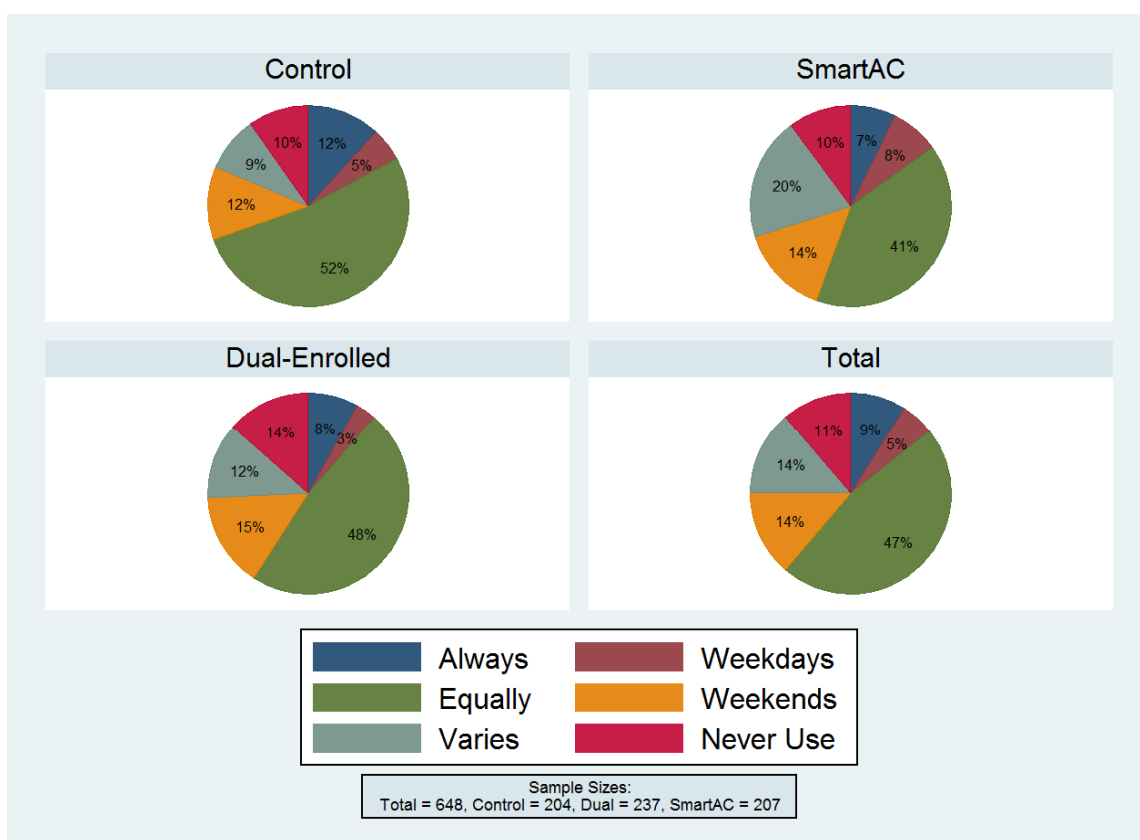 Control
12%
5%
52%
12%
9%
10%
SmartAC
7%
8%
41%
14%
20%
10%
Dual-Enrolled
8%
3%
48%
15%
12%
14%
Total
9%
5%
47%
14%
14%
11%
Always
Weekdays
Equally
Weekends
Varies
Never Use
Sample Sizes:
Total = 648, Control = 204, Dual = 237, SmartAC = 207